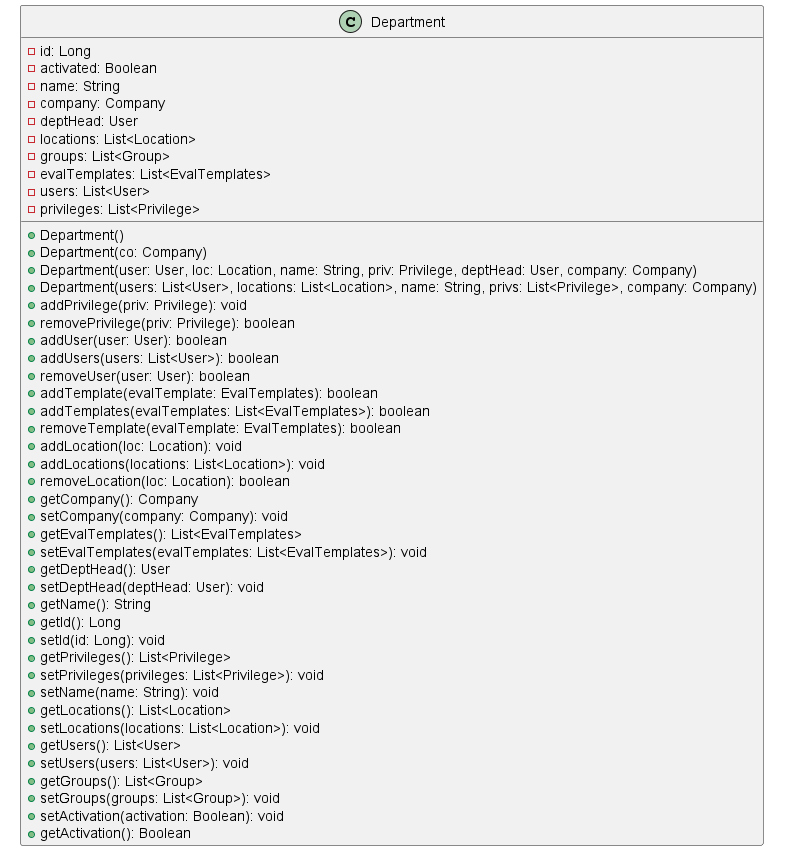 C Department
id: Long
activated: Boolean
name: String
company: Company
deptHead: User
locations: List<Location>
groups: List<Group>
evalTemplates: List<EvalTemplates>
users: List<User>
privileges: List<Privilege>
Department()
Department(co: Company)
Department(user: User, loc: Location, name: String, priv: Privilege, deptHead: User, company: Company)
Department(users: List<User>, locations: List<Location>, name: String, privs: List<Privilege>, company: Company)
addPrivilege(priv: Privilege): void
removePrivilege(priv: Privilege): boolean
addUser(user: User): boolean
addUsers(users: List<User>): boolean
removeUser(user: User): boolean
addTemplate(evalTemplate: EvalTemplates): boolean
addTemplates(evalTemplates: List<EvalTemplates>): boolean
removeTemplate(evalTemplate: EvalTemplates): boolean
addLocation(loc: Location): void
addLocations(locations: List<Location>): void
removeLocation(loc: Location): boolean
getCompany(): Company
setCompany(company: Company): void
getEvalTemplates(): List<EvalTemplates>
setEvalTemplates(evalTemplates: List<EvalTemplates>): void
getDeptHead(): User
setDeptHead(deptHead: User): void
getName(): String
getId(): Long
setId(id: Long): void
getPrivileges(): List<Privilege>
setPrivileges(privileges: List<Privilege>): void
setName(name: String): void
getLocations(): List<Location>
setLocations(locations: List<Location>): void
getUsers(): List<User>
setUsers(users: List<User>): void
getGroups(): List<Group>
setGroups(groups: List<Group>): void
setActivation(activation: Boolean): void
getActivation(): Boolean